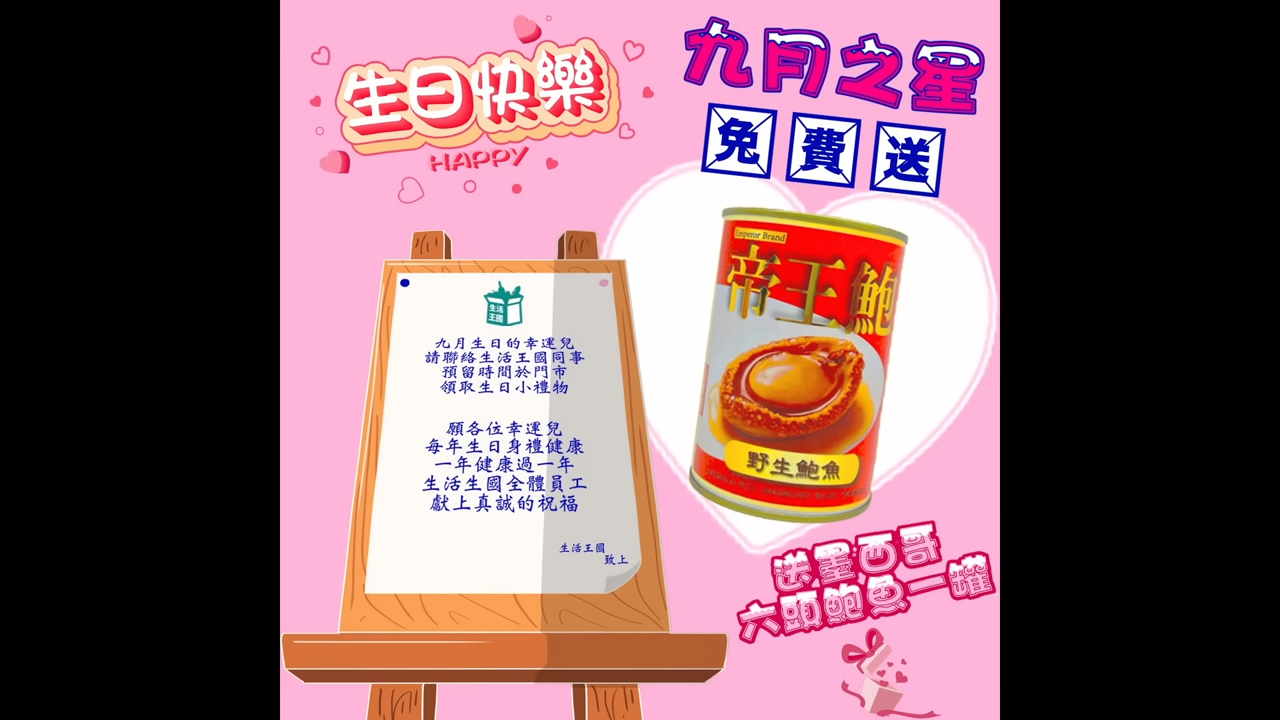 生日快樂
HAPPY
九月之星
免費送
Emperor Brand
帝王鮑
野生鮑魚
生活
王國
九月生日的幸運兒
請聯絡生活王國同事
預留時間於門市
領取生日小禮物
願各位幸運兒
每年生日身禮健康
一年健康過一年
生活生國全體員工
獻上真誠的祝福
生活王國
致上
送墨西哥
六頭鮑魚一罐